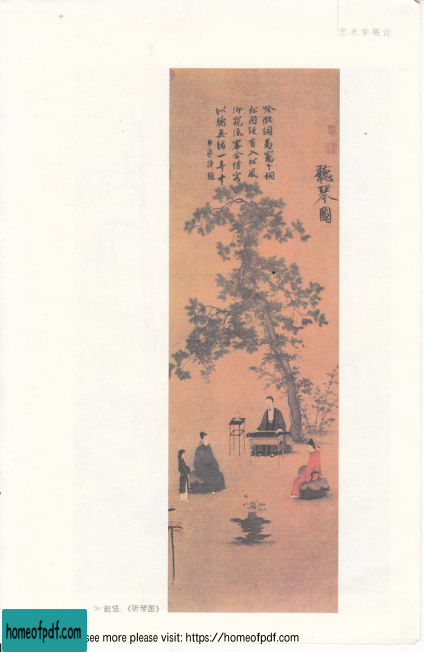 艺术学概论
聽琴圖
吟徵調商竈下桐
松間疑有入松風
仰窺低審含情客
以聽無絃一弄中
臣京謹題
赵佶.《听琴图》
homeofpdf.com
see more please visit: https://homeofpdf.com